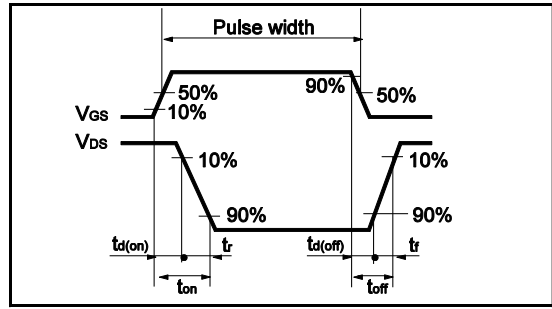 Pulse width
90%
50%
50%
10%
VGS
VDS
10%
10%
90%
90%
td(on)
tr
td(off)
tf
ton
toff